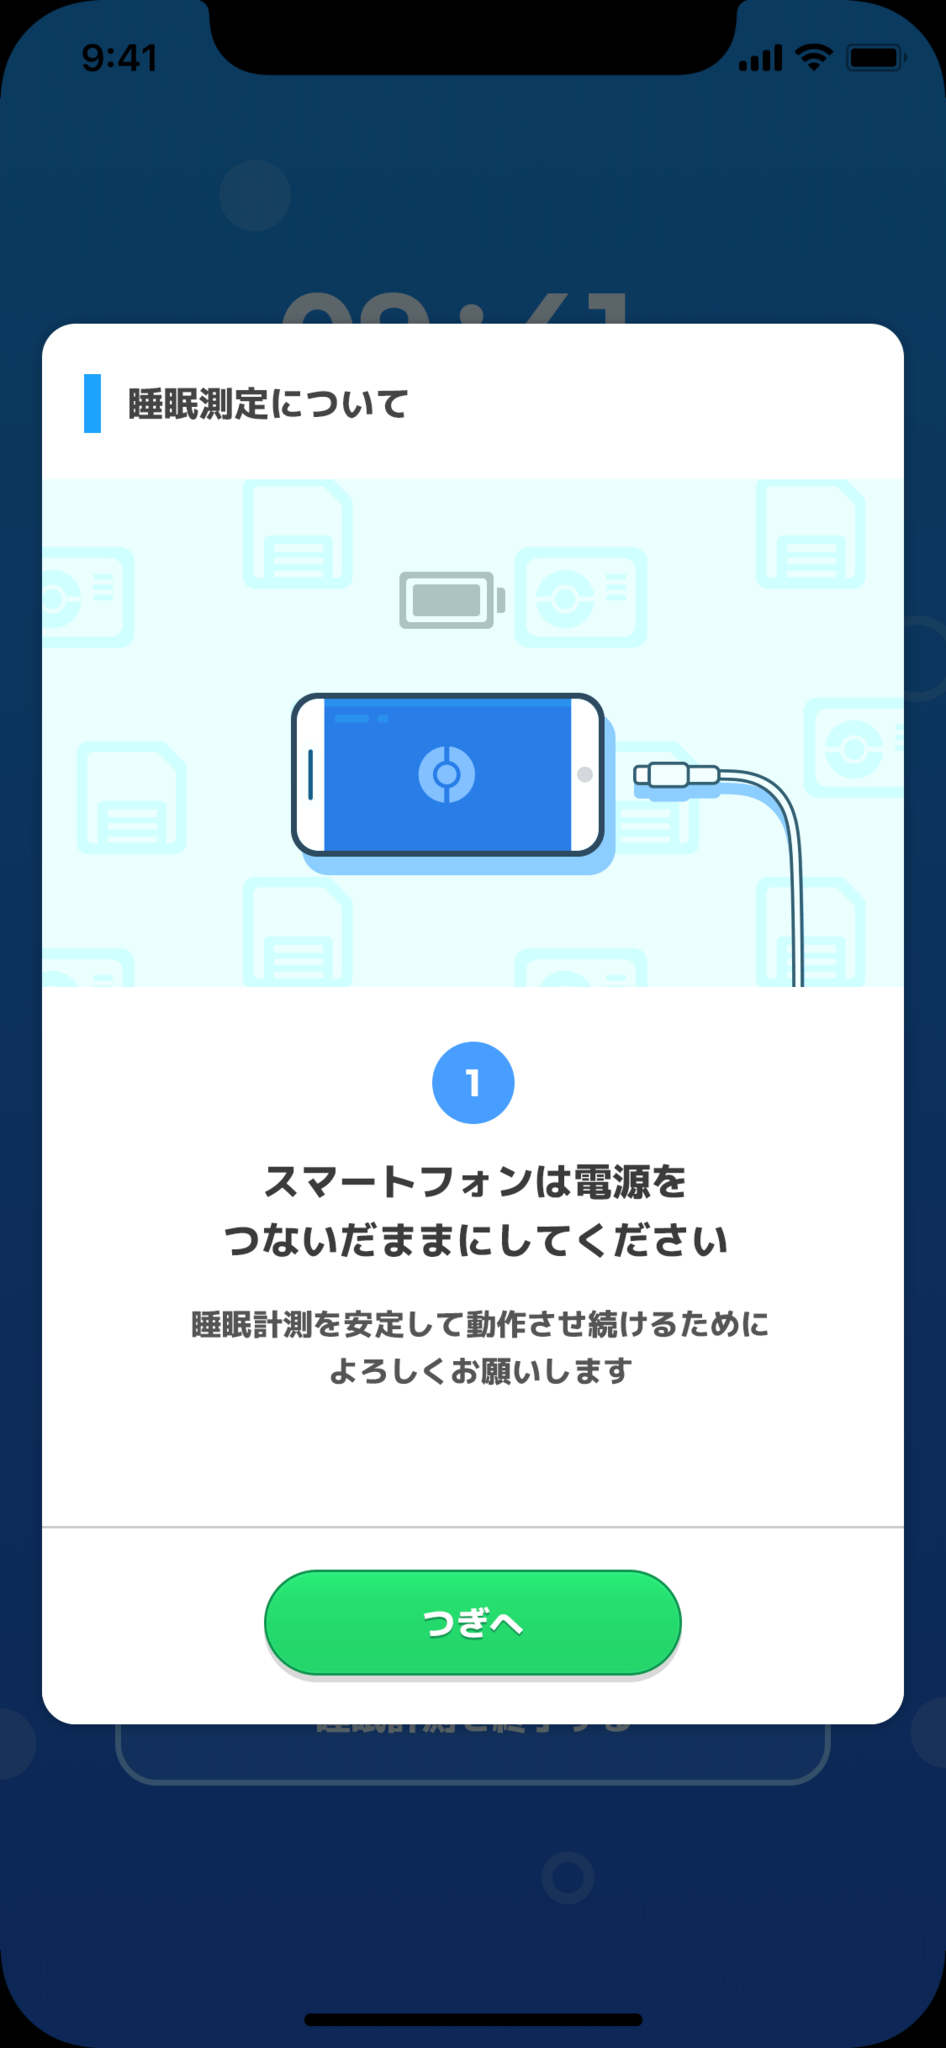 9:41
睡眠測定について
1
スマートフォンは電源を
つないだままにしてください
睡眠計測を安定して動作させ続けるために
よろしくお願いします
つぎへ